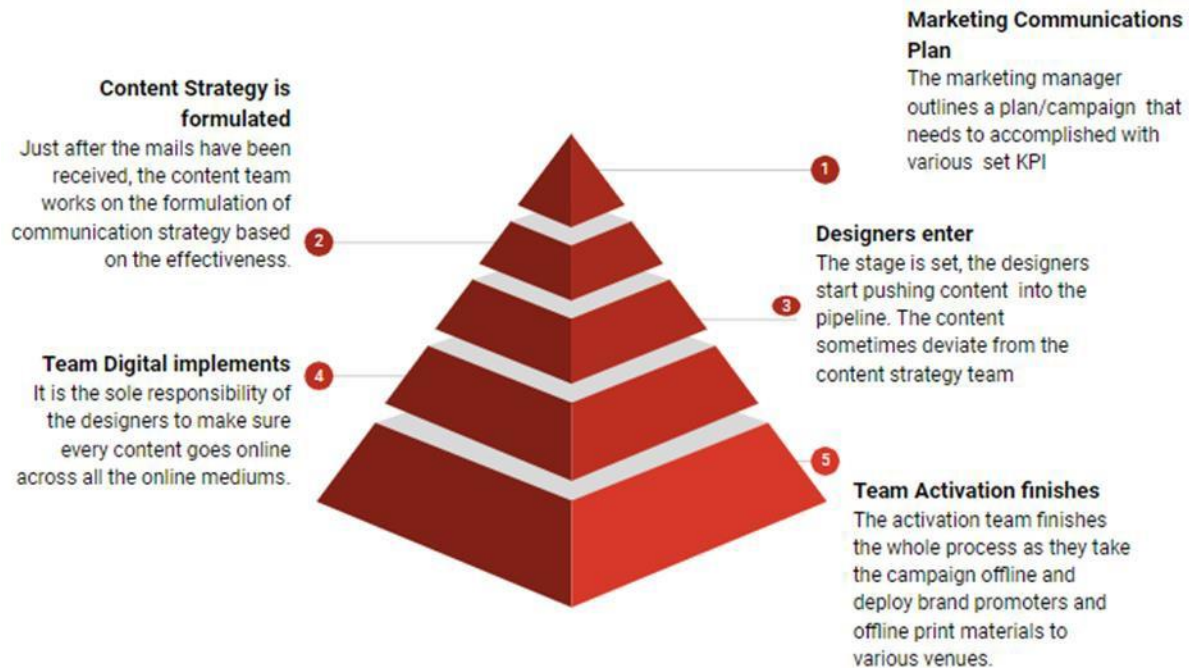 Marketing Communications
Plan
The marketing manager
outlines a plan/campaign that
needs to accomplished with
various set KPI
1
Content Strategy is
formulated
Just after the mails have been
received, the content team
works on the formulation of
communication strategy based
on the effectiveness.
2
Designers enter
The stage is set, the designers
start pushing content into the
pipeline. The content
sometimes deviate from the
content strategy team
3
Team Digital implements
It is the sole responsibility of
the designers to make sure
every content goes online
across all the online mediums.
4
5
Team Activation finishes
The activation team finishes
the whole process as they take
the campaign offline and
deploy brand promoters and
offline print materials to
various venues.